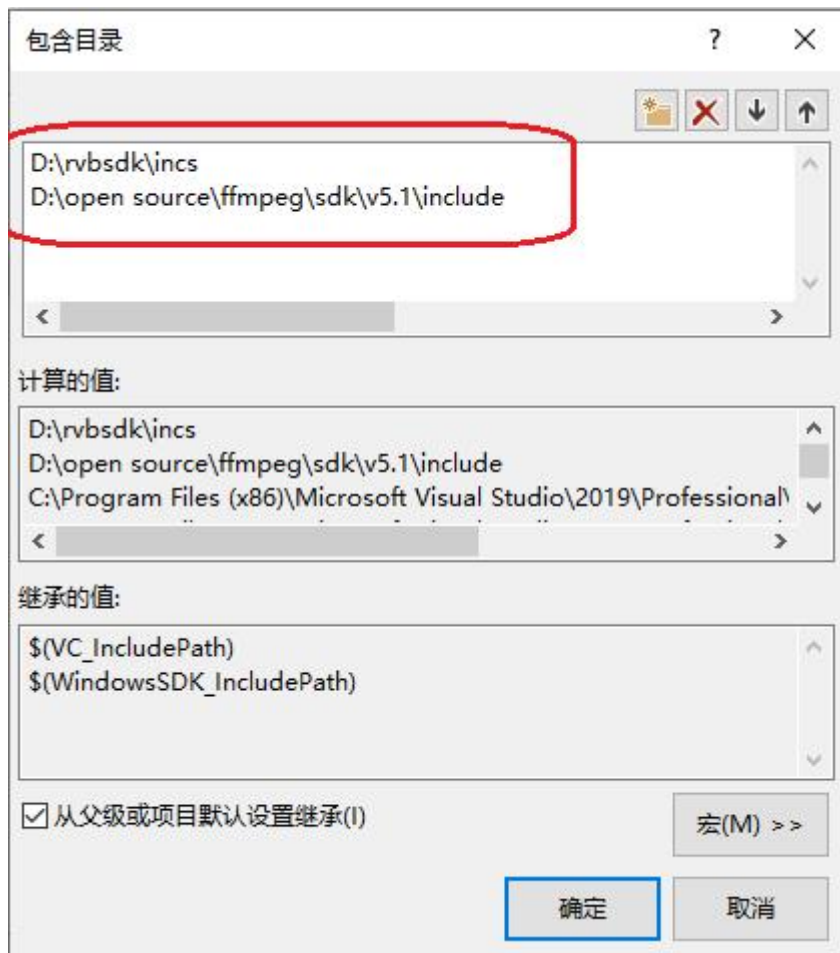 包含目录
D:\rvbsdk\incs
D:\open source\ffmpeg\sdk\v5.1\include
计算的值:
D:\rvbsdk\incs
D:\open source\ffmpeg\sdk\v5.1\include
C:\Program Files (x86)\Microsoft Visual Studio\2019\Professional\
继承的值:
$(VC_IncludePath)
$(WindowsSDK_IncludePath)
从父级或项目默认设置继承(I)
宏(M) >>
确定
取消